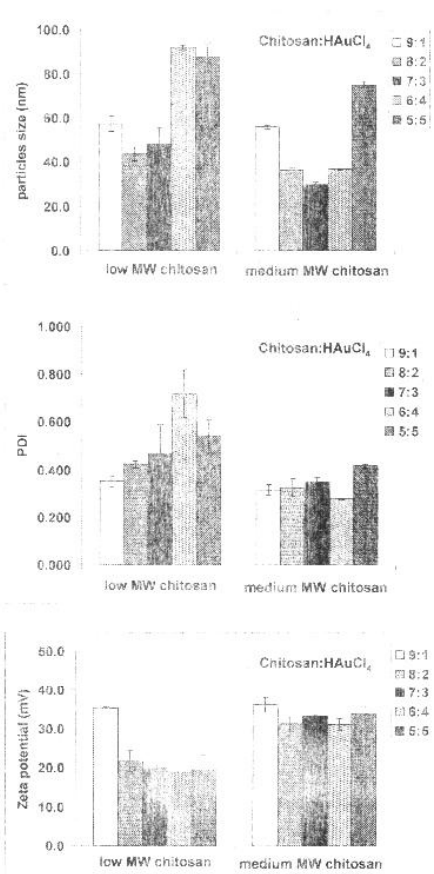 100.0
80.0
60.0
40.0
20.0
0.0
particles size (nm)
Chitosan:HAuCl₄
9:1
8:2
7:3
6:4
5:5
low MW chitosan
medium MW chitosan
1.000
0.800
0.600
0.400
0.200
0.000
PDI
Chitosan:HAuCl₄
9:1
8:2
7:3
6:4
5:5
low MW chitosan
medium MW chitosan
50.0
40.0
30.0
20.0
10.0
0.0
Zeta potential (mV)
Chitosan:HAuCl₄
9:1
8:2
7:3
6:4
5:5
low MW chitosan
medium MW chitosan